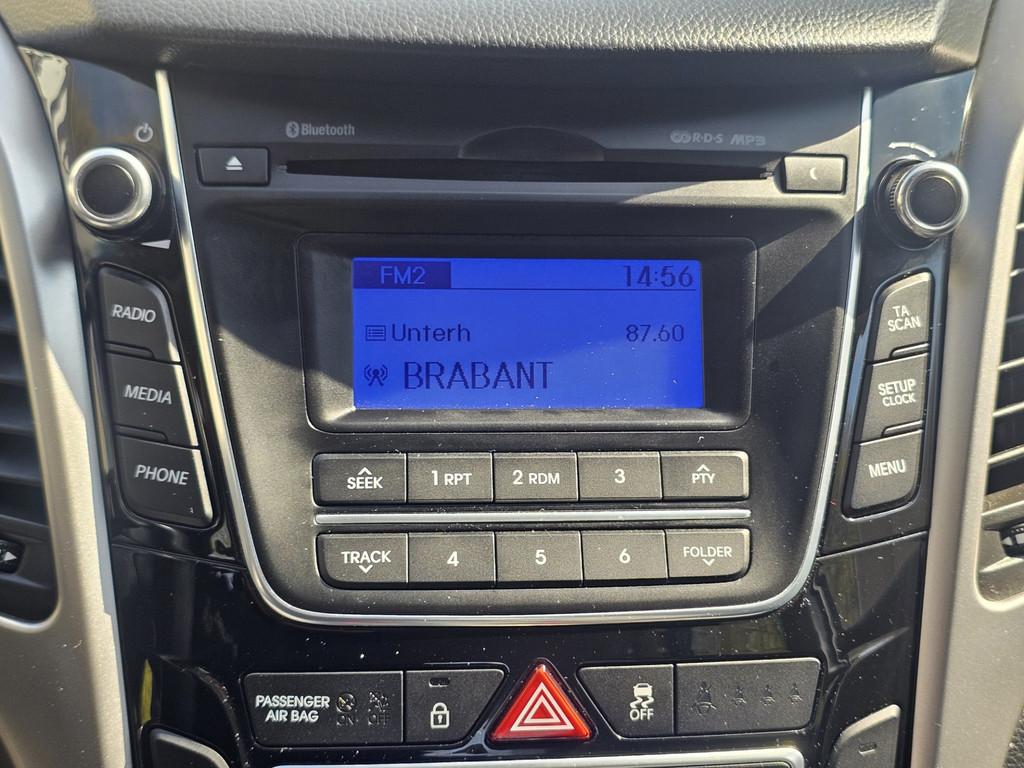 Bluetooth
R·D·S MP3
FM2 14:56
Unterh 87.60
BRABANT
RADIO
MEDIA
PHONE
TA
SCAN
SETUP
CLOCK
MENU
SEEK 1 RPT 2 RDM 3 PTY
TRACK 4 5 6 FOLDER
PASSENGER
AIR BAG
ON OFF
OFF